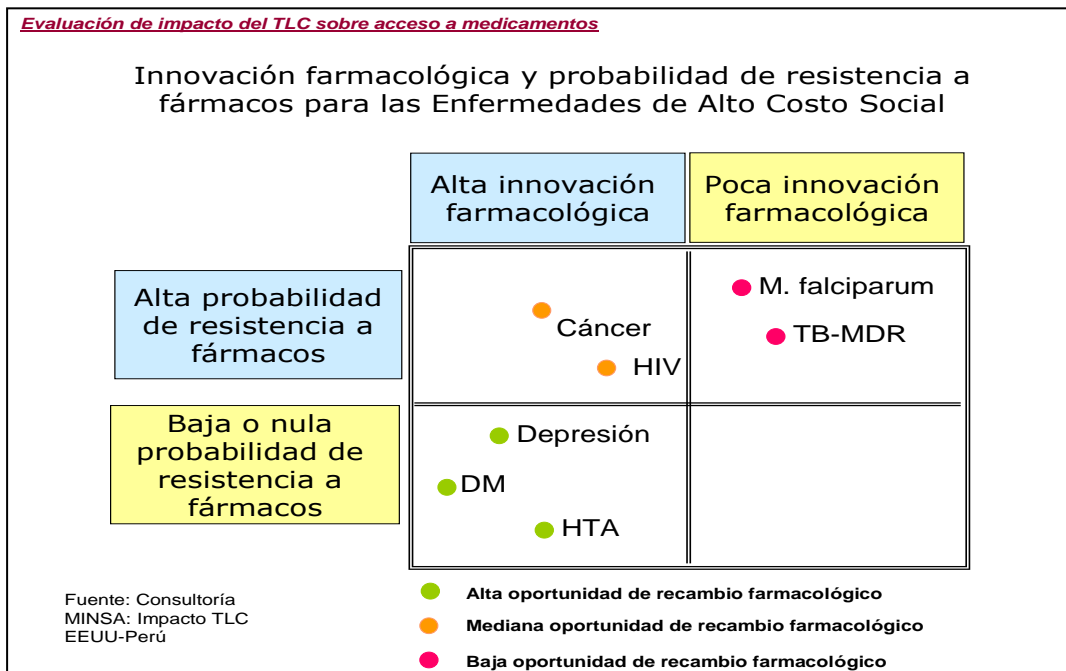 Evaluación de impacto del TLC sobre acceso a medicamentos
Innovación farmacológica y probabilidad de resistencia a
fármacos para las Enfermedades de Alto Costo Social
Alta innovación
farmacológica
Poca innovación
farmacológica
Alta probabilidad
de resistencia a
fármacos
Cáncer
HIV
M. falciparum
TB-MDR
Baja o nula
probabilidad de
resistencia a
fármacos
Depresión
DM
HTA
Fuente: Consultoría
MINSA: Impacto TLC
EEUU-Perú
Alta oportunidad de recambio farmacológico
Mediana oportunidad de recambio farmacológico
Baja oportunidad de recambio farmacológico